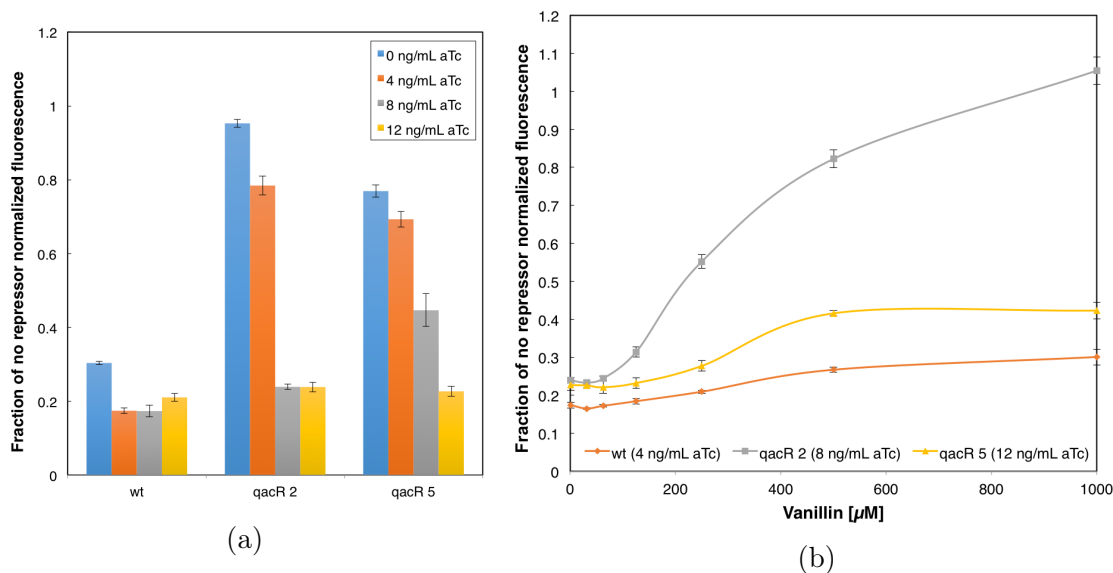 Fraction of no repressor normalized fluorescence
1.2
1
0.8
0.6
0.4
0.2
0
0 ng/mL aTc
4 ng/mL aTc
8 ng/mL aTc
12 ng/mL aTc
wt
qacR 2
qacR 5
(a)
Fraction of no repressor normalized fluorescence
1.2
1.1
1
0.9
0.8
0.7
0.6
0.5
0.4
0.3
0.2
0.1
0
wt (4 ng/mL aTc)
qacR 2 (8 ng/mL aTc)
qacR 5 (12 ng/mL aTc)
0
200
400
600
800
1000
Vanillin [µM]
(b)